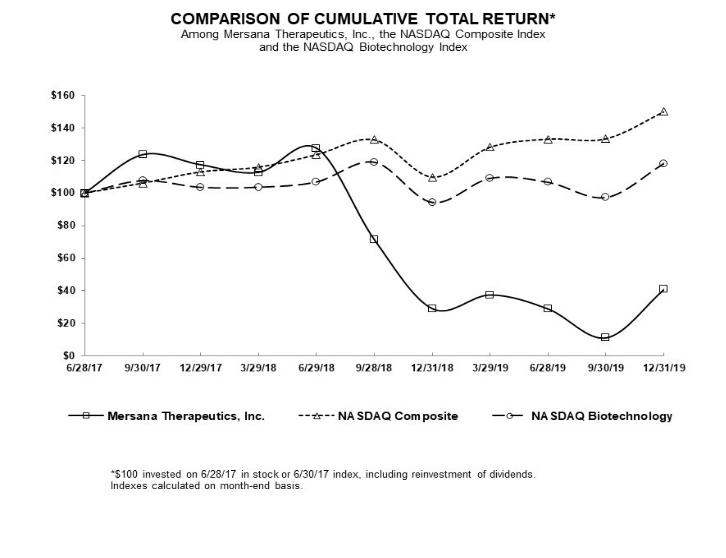 COMPARISON OF CUMULATIVE TOTAL RETURN*
Among Mersana Therapeutics, Inc., the NASDAQ Composite Index
and the NASDAQ Biotechnology Index
$160
$140
$120
$100
$80
$60
$40
$20
$0
6/28/17 9/30/17 12/29/17 3/29/18 6/29/18 9/28/18 12/31/18 3/29/19 6/28/19 9/30/19 12/31/19
Mersana Therapeutics, Inc. NASDAQ Composite NASDAQ Biotechnology
*$100 invested on 6/28/17 in stock or 6/30/17 index, including reinvestment of dividends.
Indexes calculated on month-end basis.